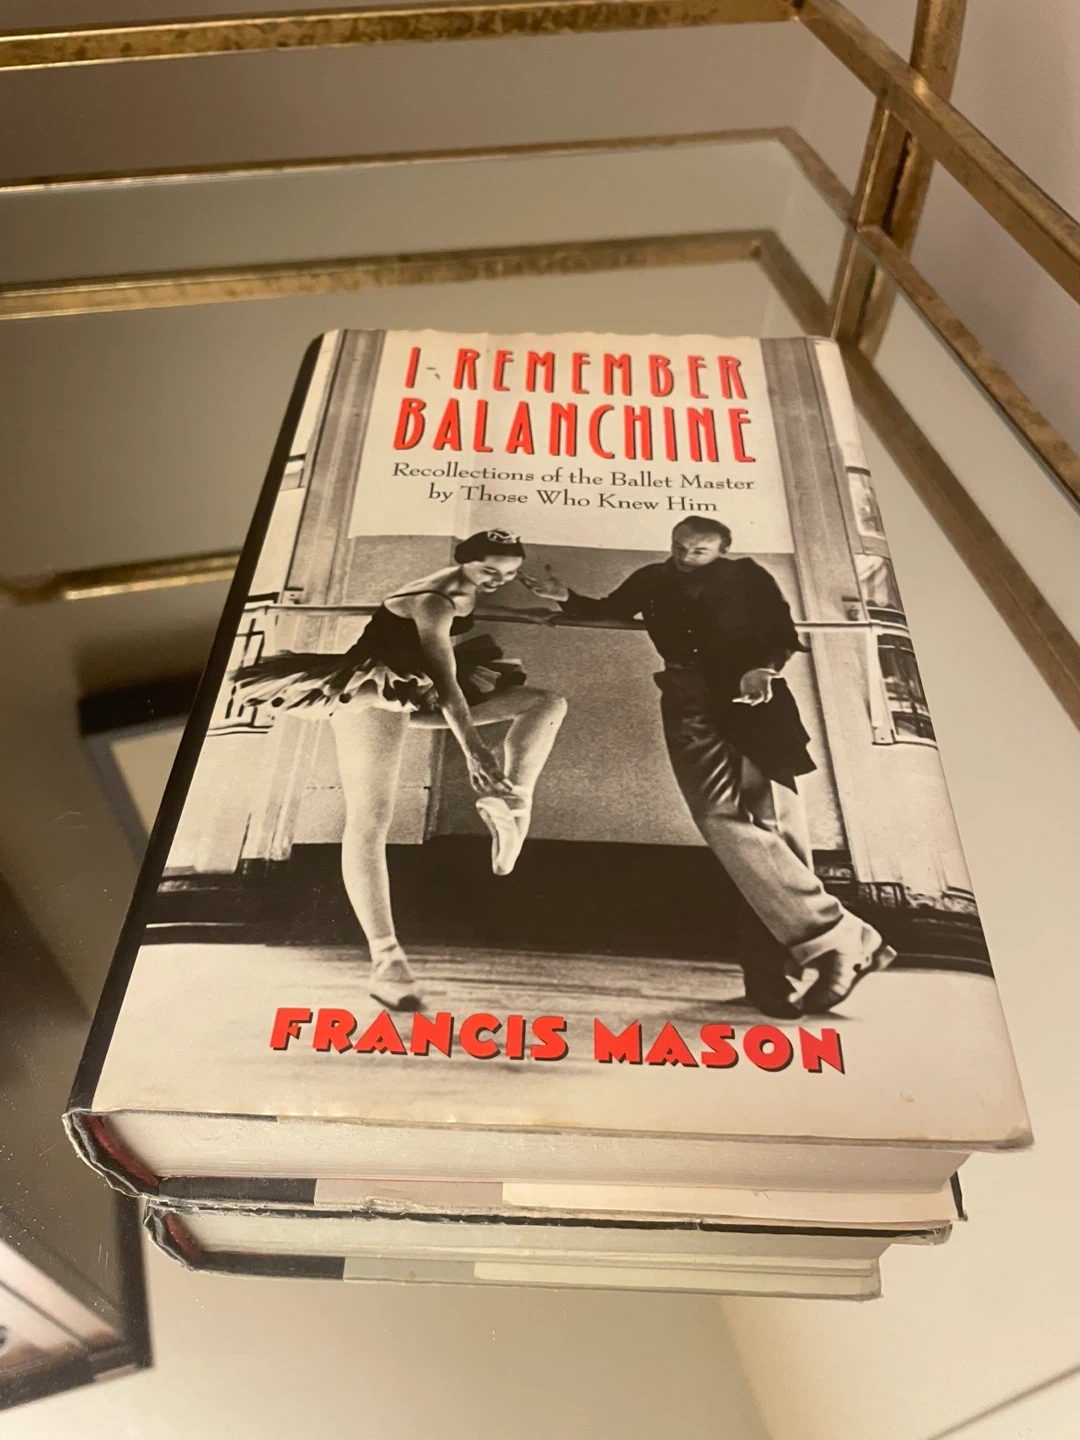 I REMEMBER
BALANCHINE
Recollections of the Ballet Master
by Those Who Knew Him
FRANCIS MASON